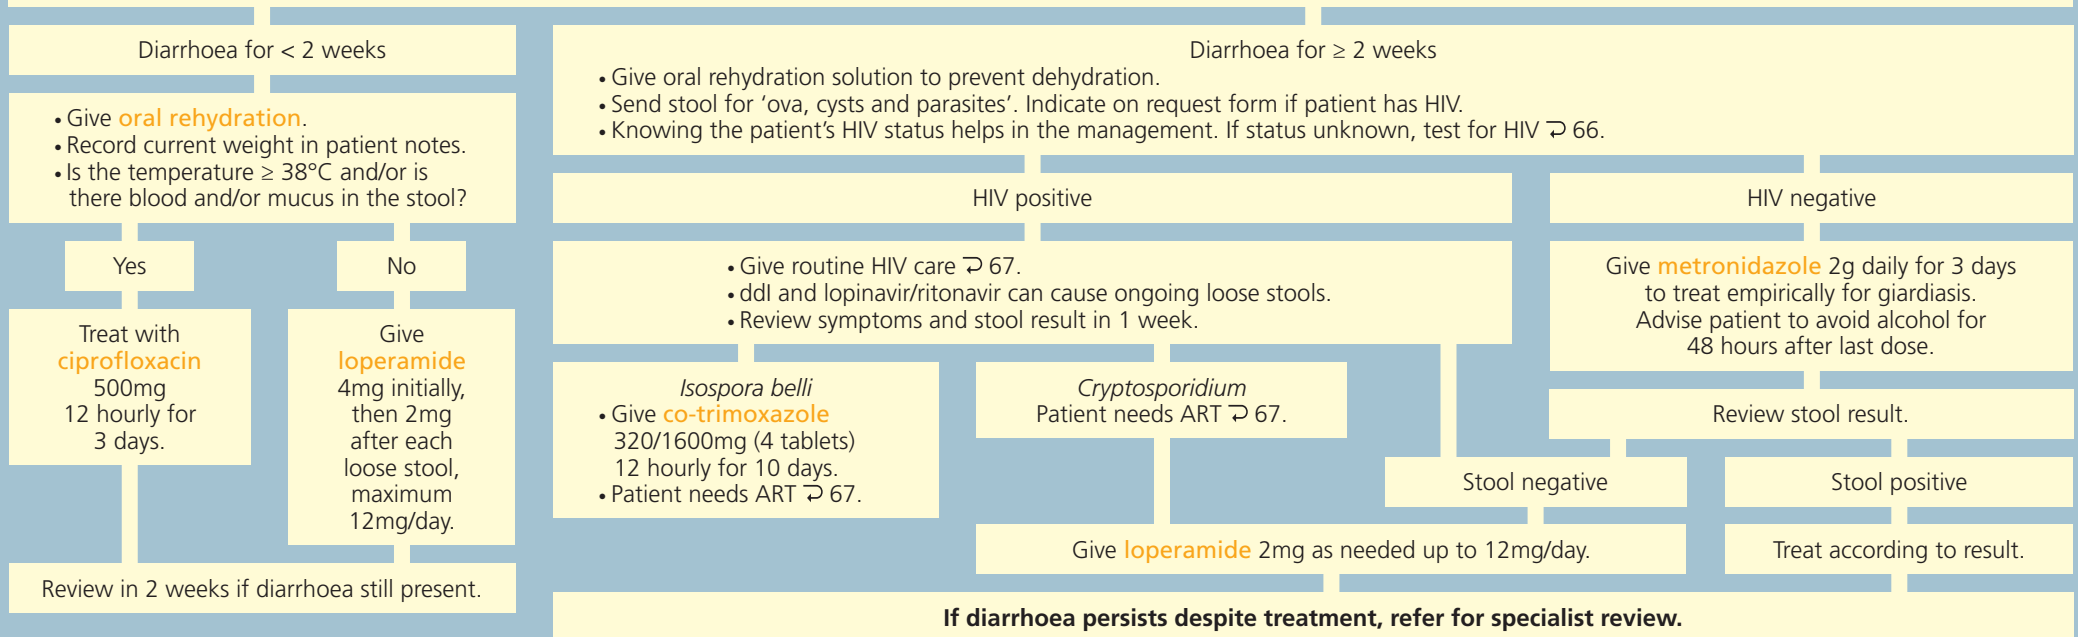 Diarrhoea for < 2 weeks
• Give oral rehydration.
• Record current weight in patient notes.
• Is the temperature ≥ 38°C and/or is
there blood and/or mucus in the stool?
Yes
Treat with
ciprofloxacin
500mg
12 hourly for
3 days.
No
Give
loperamide
4mg initially,
then 2mg
after each
loose stool,
maximum
12mg/day.
Review in 2 weeks if diarrhoea still present.
Diarrhoea for ≥ 2 weeks
• Give oral rehydration solution to prevent dehydration.
• Send stool for ‘ova, cysts and parasites’. Indicate on request form if patient has HIV.
• Knowing the patient’s HIV status helps in the management. If status unknown, test for HIV ⮌ 66.
HIV positive
• Give routine HIV care ⮌ 67.
• ddI and lopinavir/ritonavir can cause ongoing loose stools.
• Review symptoms and stool result in 1 week.
Isospora belli
• Give co-trimoxazole
320/1600mg (4 tablets)
12 hourly for 10 days.
• Patient needs ART ⮌ 67.
Cryptosporidium
Patient needs ART ⮌ 67.
HIV negative
Give metronidazole 2g daily for 3 days
to treat empirically for giardiasis.
Advise patient to avoid alcohol for
48 hours after last dose.
Review stool result.
Stool negative
Stool positive
Give loperamide 2mg as needed up to 12mg/day.
Treat according to result.
If diarrhoea persists despite treatment, refer for specialist review.